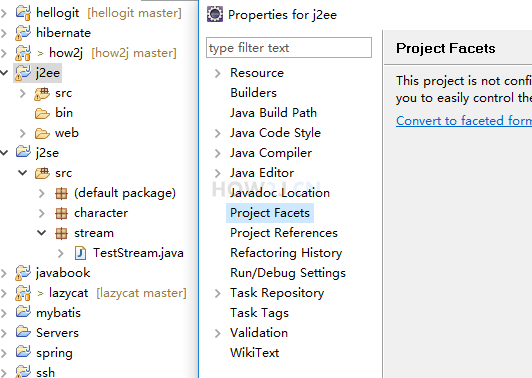 hellogit [hellogit master]
hibernate
> how2j [how2j master]
j2ee
src
bin
web
j2se
src
(default package)
character
stream
TestStream.java
javabook
> lazycat [lazycat master]
mybatis
Servers
spring
ssh
Properties for j2ee
type filter text
Resource
Builders
Java Build Path
Java Code Style
Java Compiler
Java Editor
Javadoc Location
Project Facets
Project References
Refactoring History
Run/Debug Settings
Task Repository
Task Tags
Validation
WikiText
Project Facets
This project is not confi
you to easily control the
Convert to faceted form
HOW2J.CN